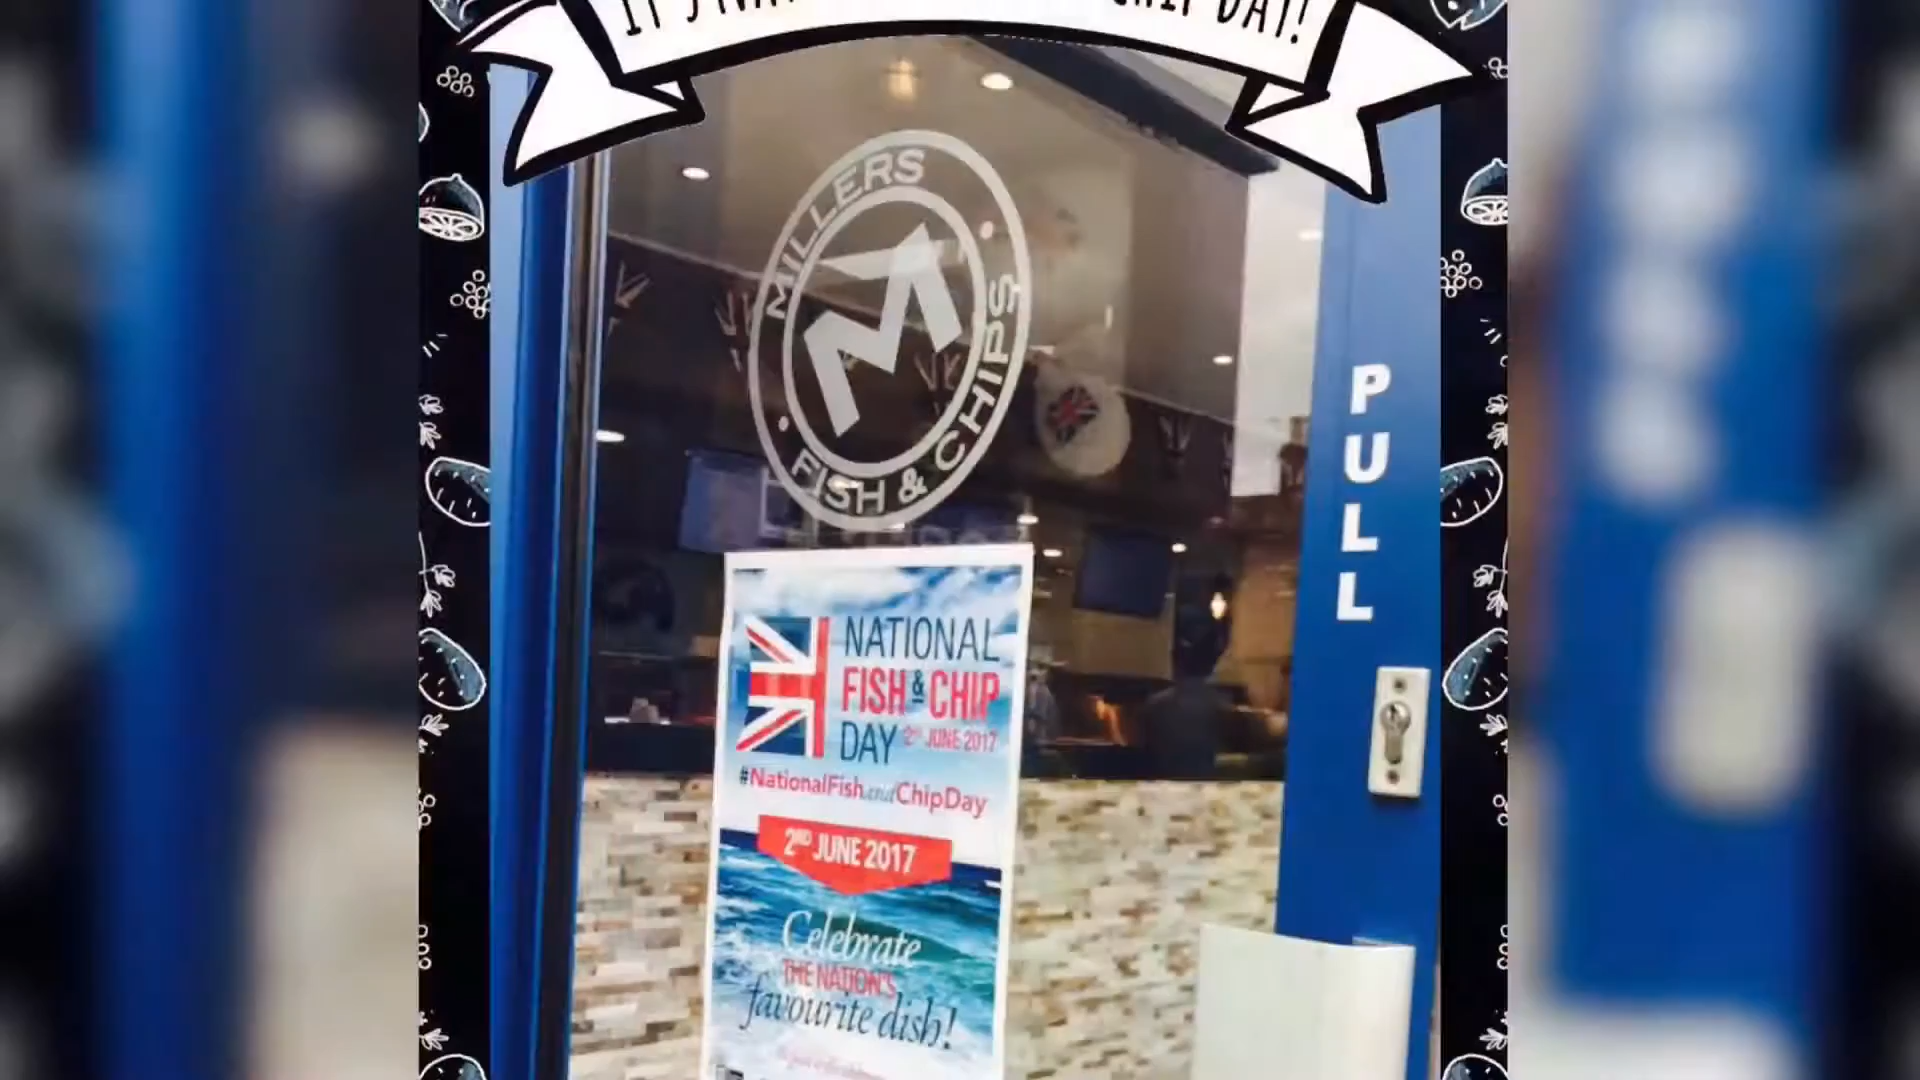 DAY!
MILLERS
M
FISH & CHIPS
PULL
NATIONAL
FISH & CHIP
DAY 2ND JUNE 2017
#NationalFishandChipDay
2ND JUNE 2017
Celebrate
THE NATION'S
favourite dish!